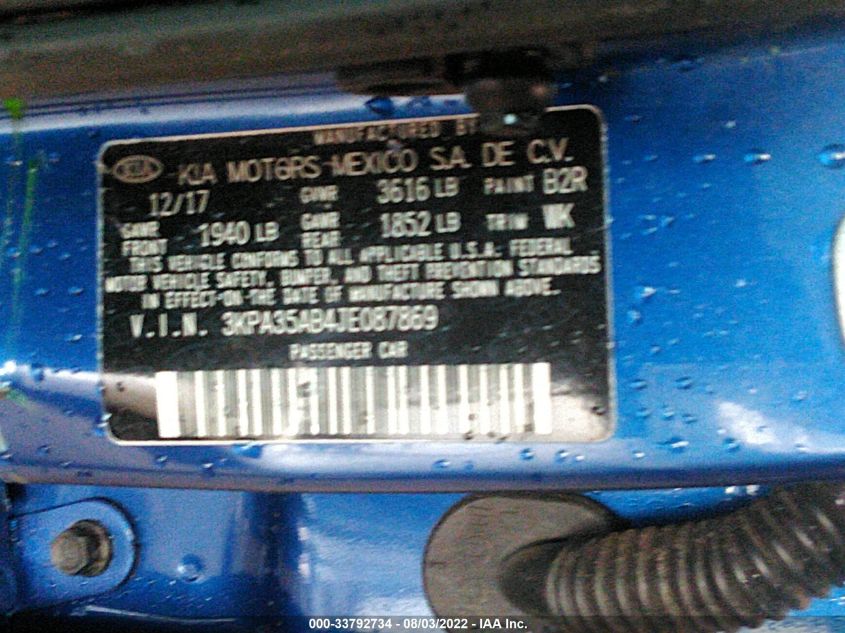 MANUFACTURED BY
KIA KIA MOTORS MEXICO S.A. DE C.V.
12/17 GVWR 3616 LB PAINT B2R
GAWR FRONT 1940 LB GAWR REAR 1852 LB TRIM WK
THIS VEHICLE CONFORMS TO ALL APPLICABLE U.S.A. FEDERAL
MOTOR VEHICLE SAFETY, BUMPER, AND THEFT PREVENTION STANDARDS
IN EFFECT ON THE DATE OF MANUFACTURE SHOWN ABOVE
V.I.N. 3KPA35AB4JE087869
PASSENGER CAR
000-33792734 - 08/03/2022 - IAA Inc.